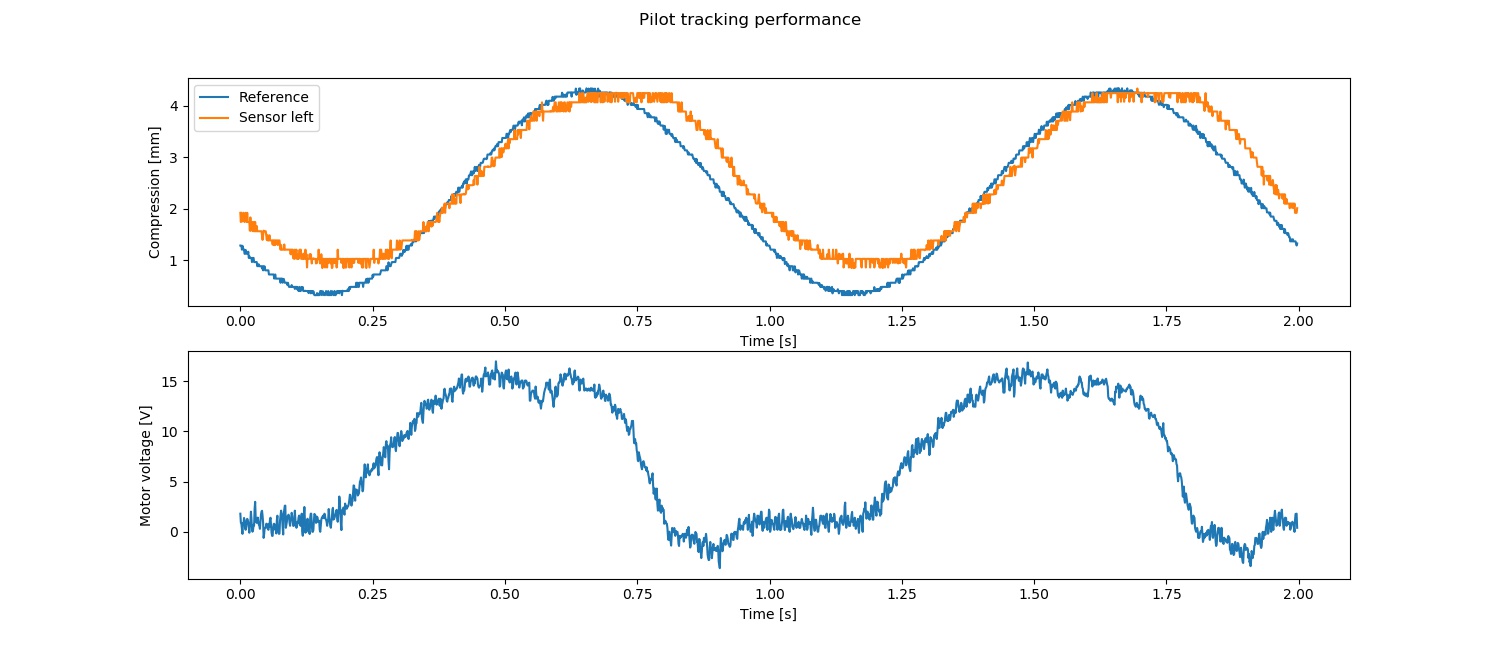 Pilot tracking performance
Reference
Sensor left
Compression [mm]
4
3
2
1
0.00 0.25 0.50 0.75 1.00 1.25 1.50 1.75 2.00
Time [s]
Motor voltage [V]
15
10
5
0
0.00 0.25 0.50 0.75 1.00 1.25 1.50 1.75 2.00
Time [s]